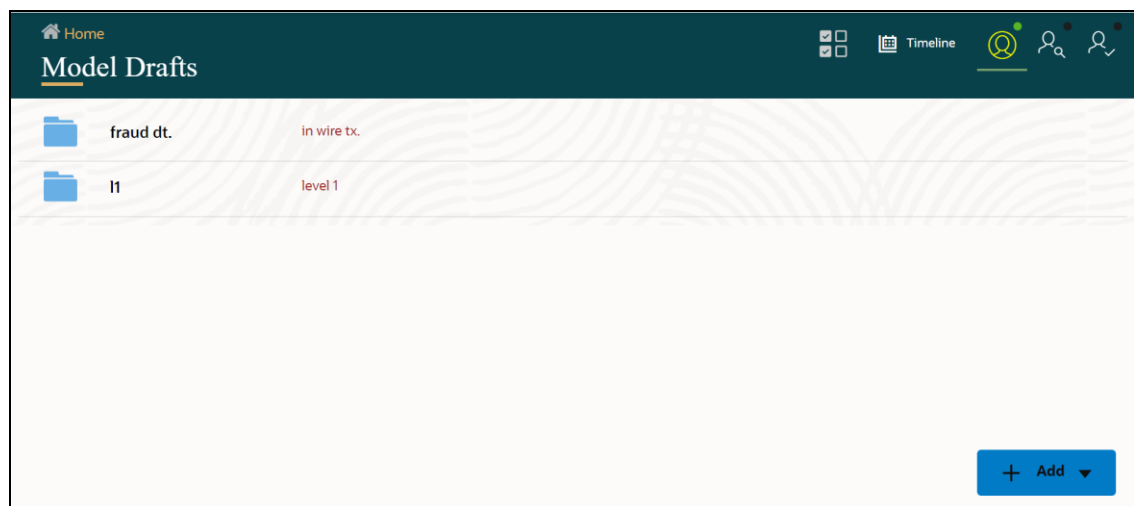 Home
Model Drafts
Timeline
fraud dt. in wire tx.
l1 level 1
+ Add